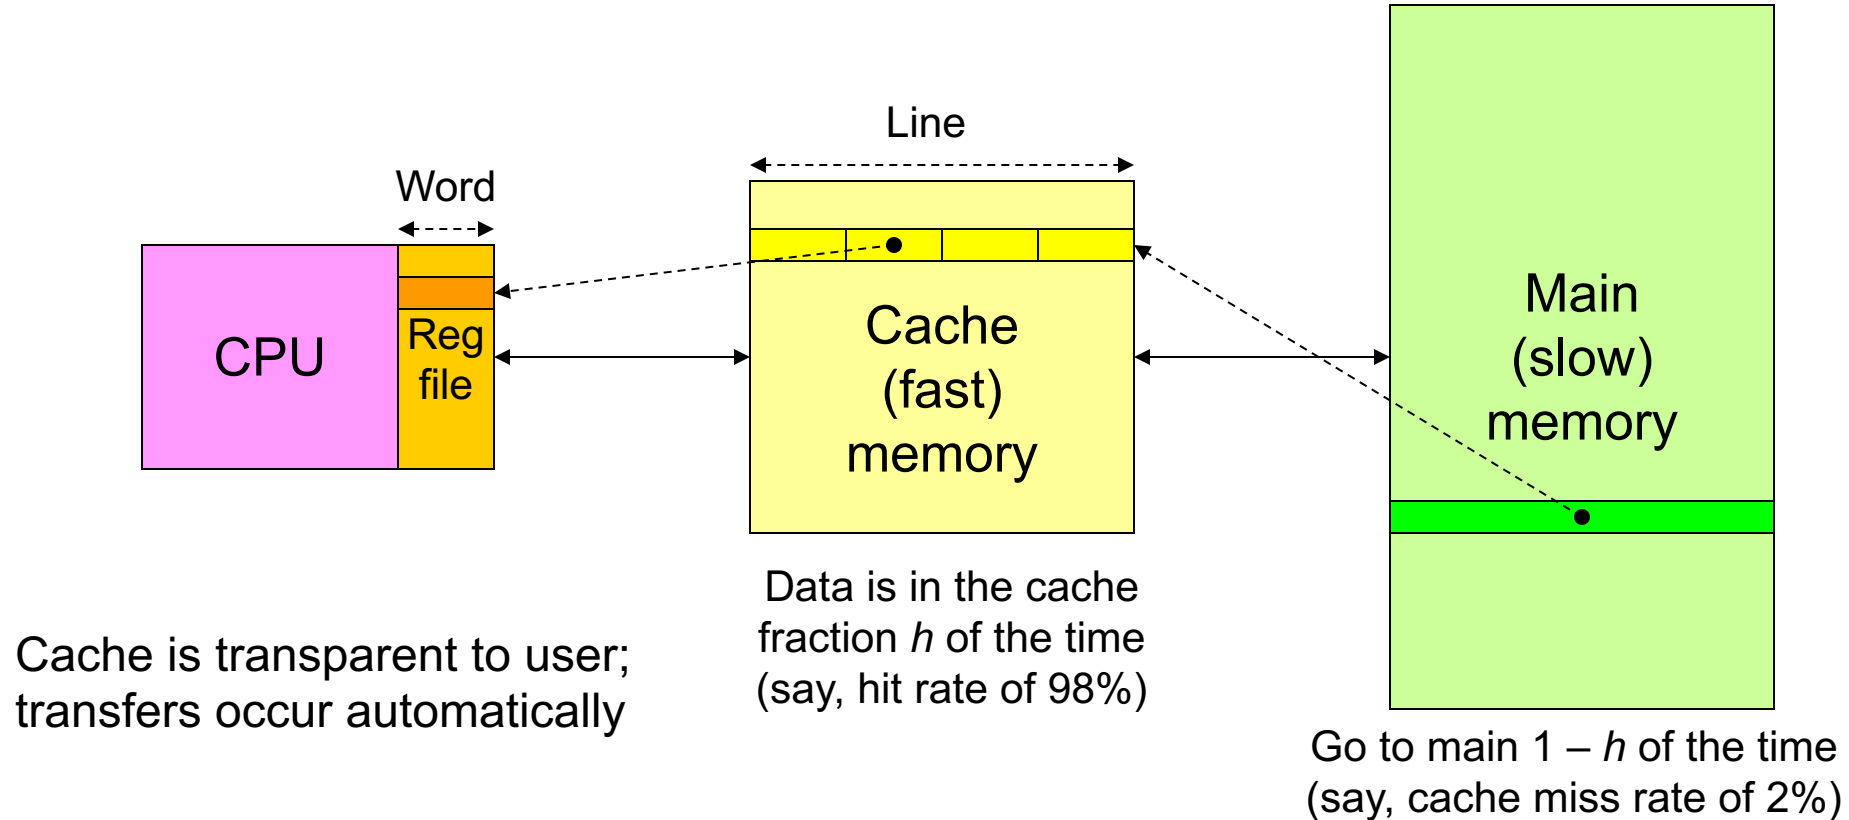 Line
Word
CPU
Reg
file
Cache
(fast)
memory
Main
(slow)
memory
Data is in the cache
fraction h of the time
(say, hit rate of 98%)
Cache is transparent to user;
transfers occur automatically
Go to main 1 – h of the time
(say, cache miss rate of 2%)